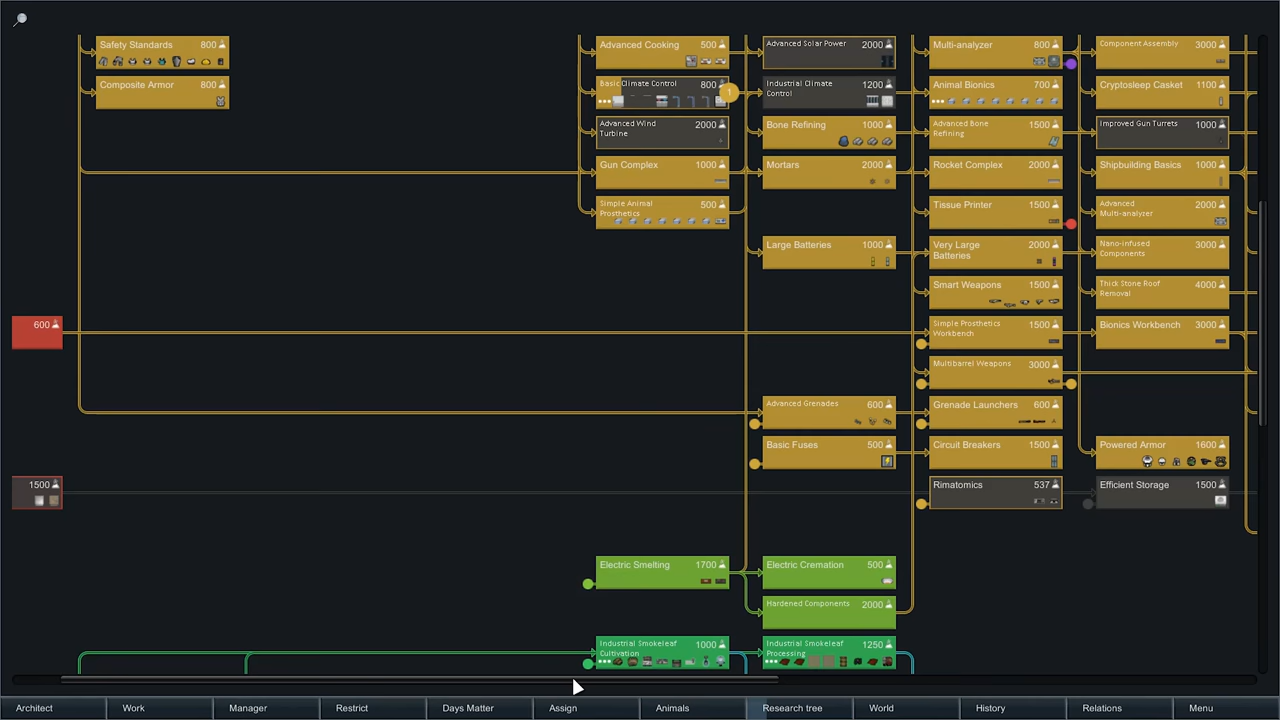 Safety Standards 800
Advanced Cooking 500
Advanced Solar Power 2000
Multi-analyzer 800
Component Assembly 3000
Composite Armor 800
Basic Climate Control 800
1
Industrial Climate
Control
1200
Animal Bionics 700
Cryptosleep Casket 1100
Advanced Wind
Turbine
2000
Bone Refining 1000
Advanced Bone
Refining
1500
Improved Gun Turrets 1000
Gun Complex 1000
Mortars 2000
Rocket Complex 1000
Shipbuilding Basics 1000
Simple Animal
Prosthetics
500
Tissue Printer 1500
Advanced
Multi-analyzer
2000
Large Batteries 1000
Very Large
Batteries
2000
Nano-infused
Components
3000
Smart Weapons 1500
Thick Stone Roof
Removal
4000
600
Simple Prosthetics
Workbench
1500
Bionics Workbench 3000
Multibarrel Weapons 3000
Advanced Grenades 600
Grenade Launchers 600
Basic Fuses 500
Circuit Breakers 1500
Powered Armor 1600
1500
Rimatomics 537
Efficient Storage 1500
Electric Smelting 1700
Electric Cremation 500
Hardened Components 2000
Industrial Smokeleaf
Cultivation
1000
Industrial Smokeleaf
Processing
1250
Architect Work Manager Restrict Days Matter Assign Animals Research tree World History Relations Menu